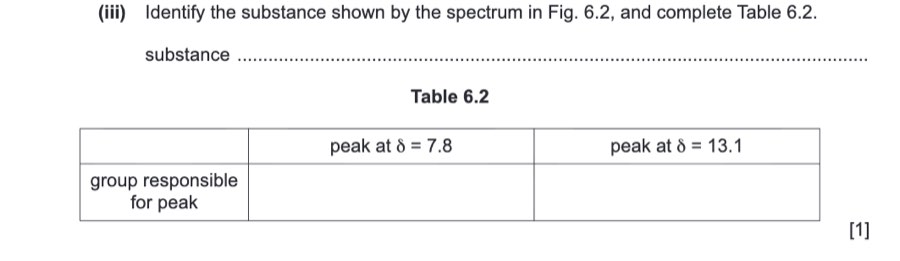 (iii) Identify the substance shown by the spectrum in Fig. 6.2, and complete Table 6.2.
substance ........................................................................................................................................
Table 6.2
peak at δ = 7.8 peak at δ = 13.1
group responsible
for peak
[1]